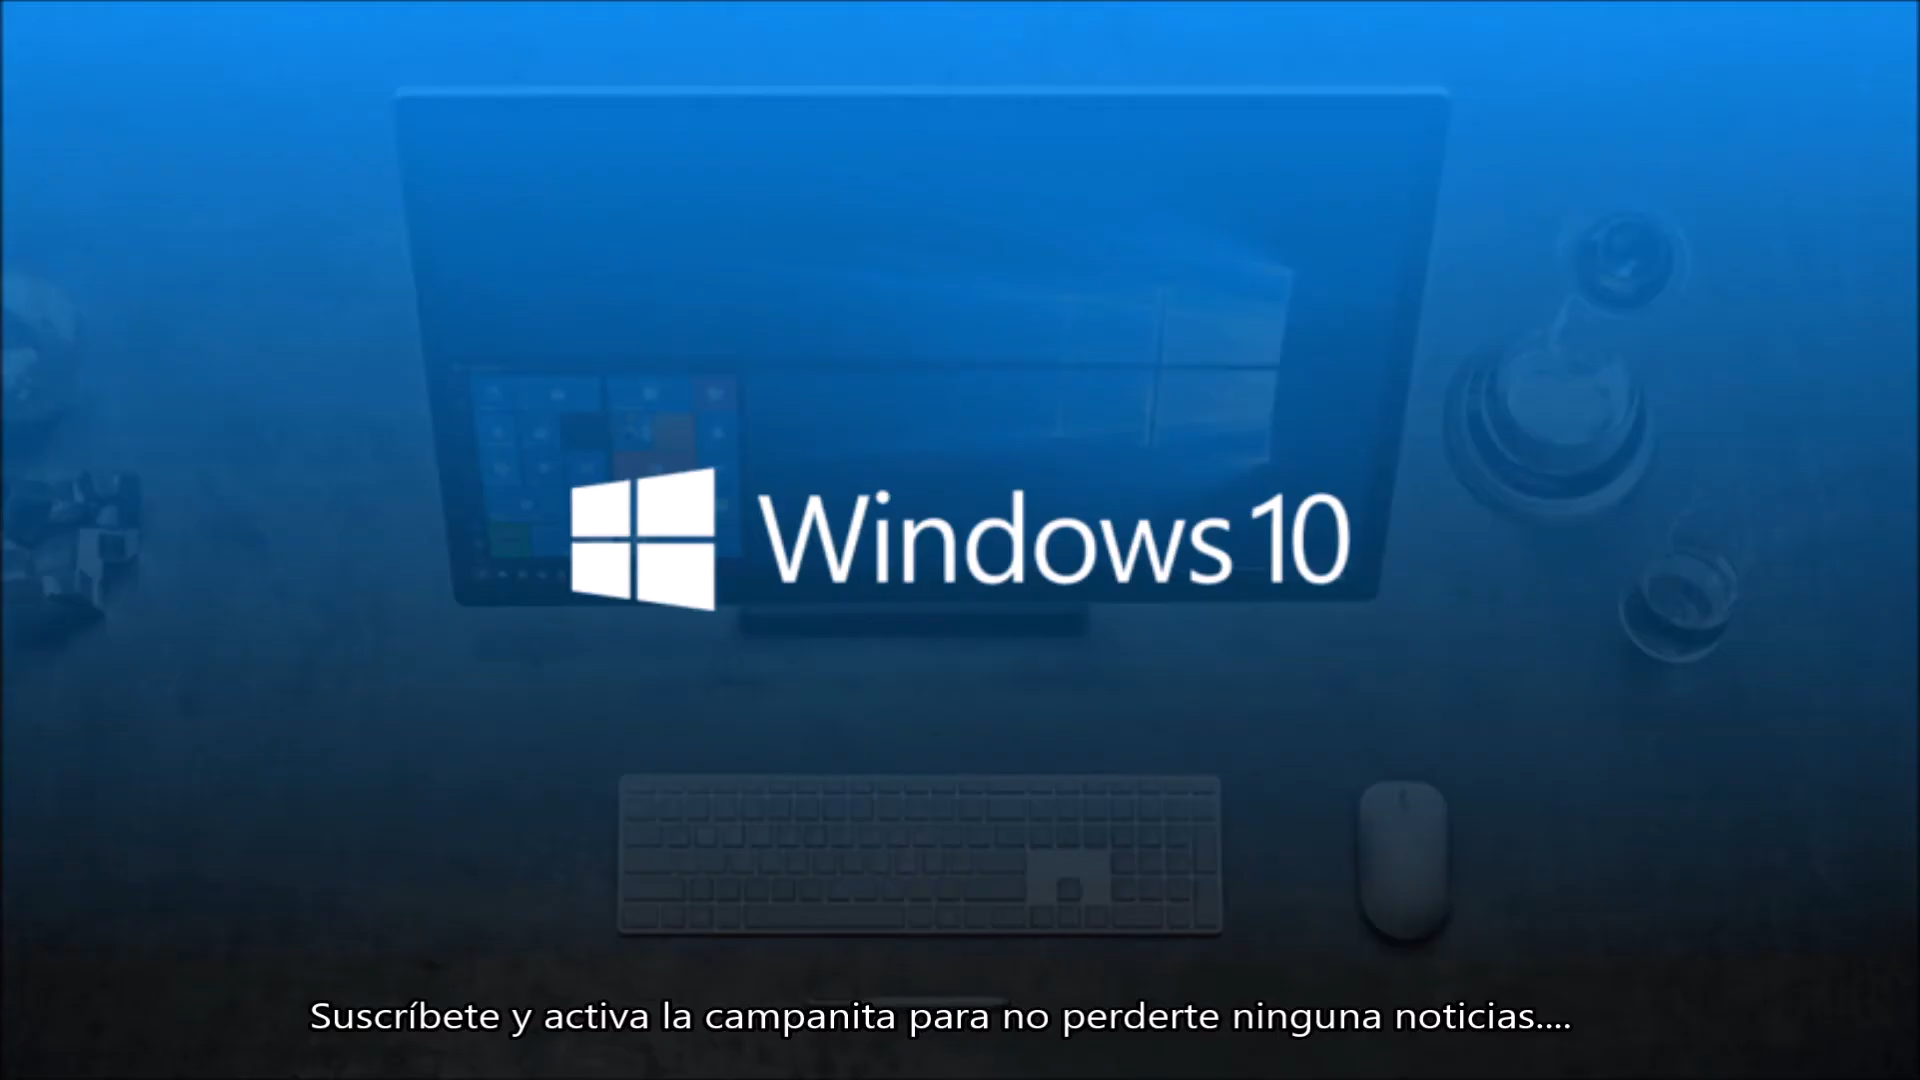 Windows 10
Suscríbete y activa la campanita para no perderte ninguna noticias....